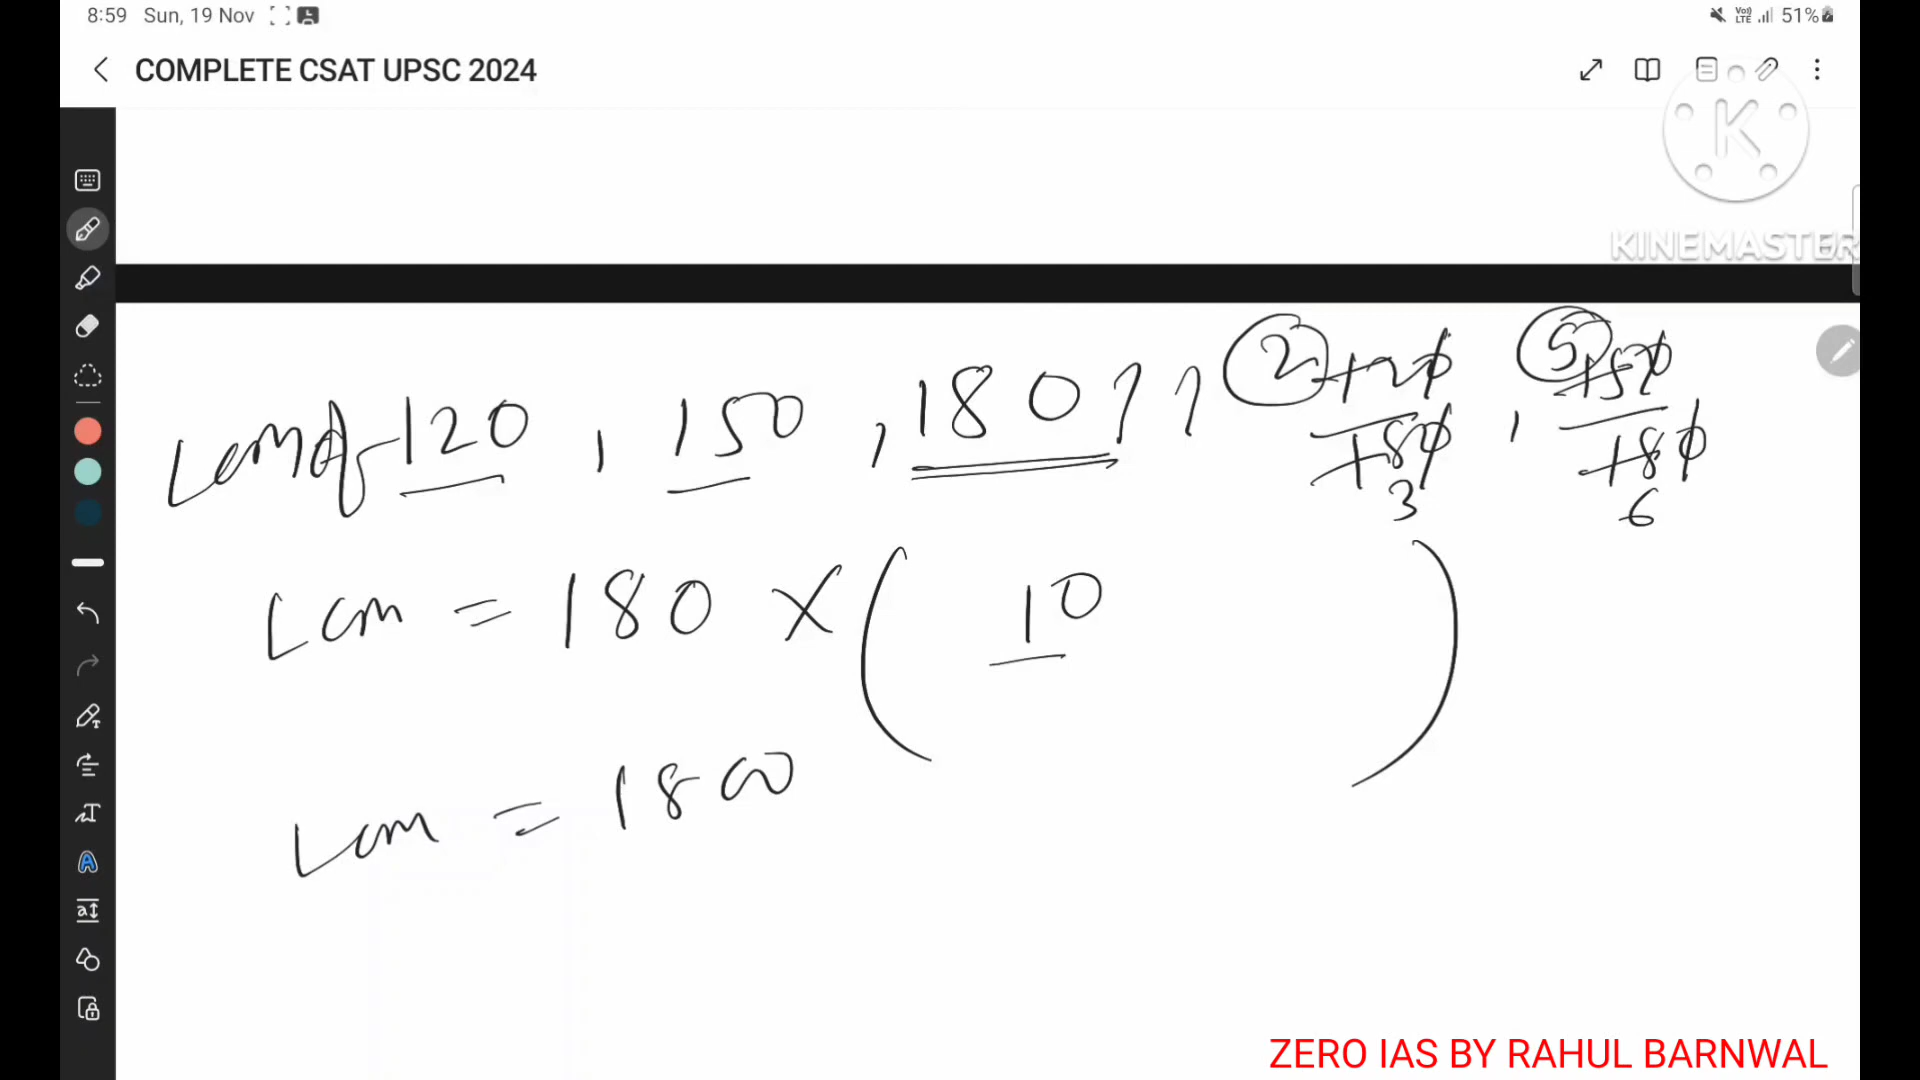 8:59 Sun, 19 Nov 51%
COMPLETE CSAT UPSC 2024
K
KINEMASTER
LCM of 120 , 150 , 180 ?? 2 120 / 180 3 , 5 150 / 180 6
LCM = 180 × ( 10 )
LCM = 1800
ZERO IAS BY RAHUL BARNWAL